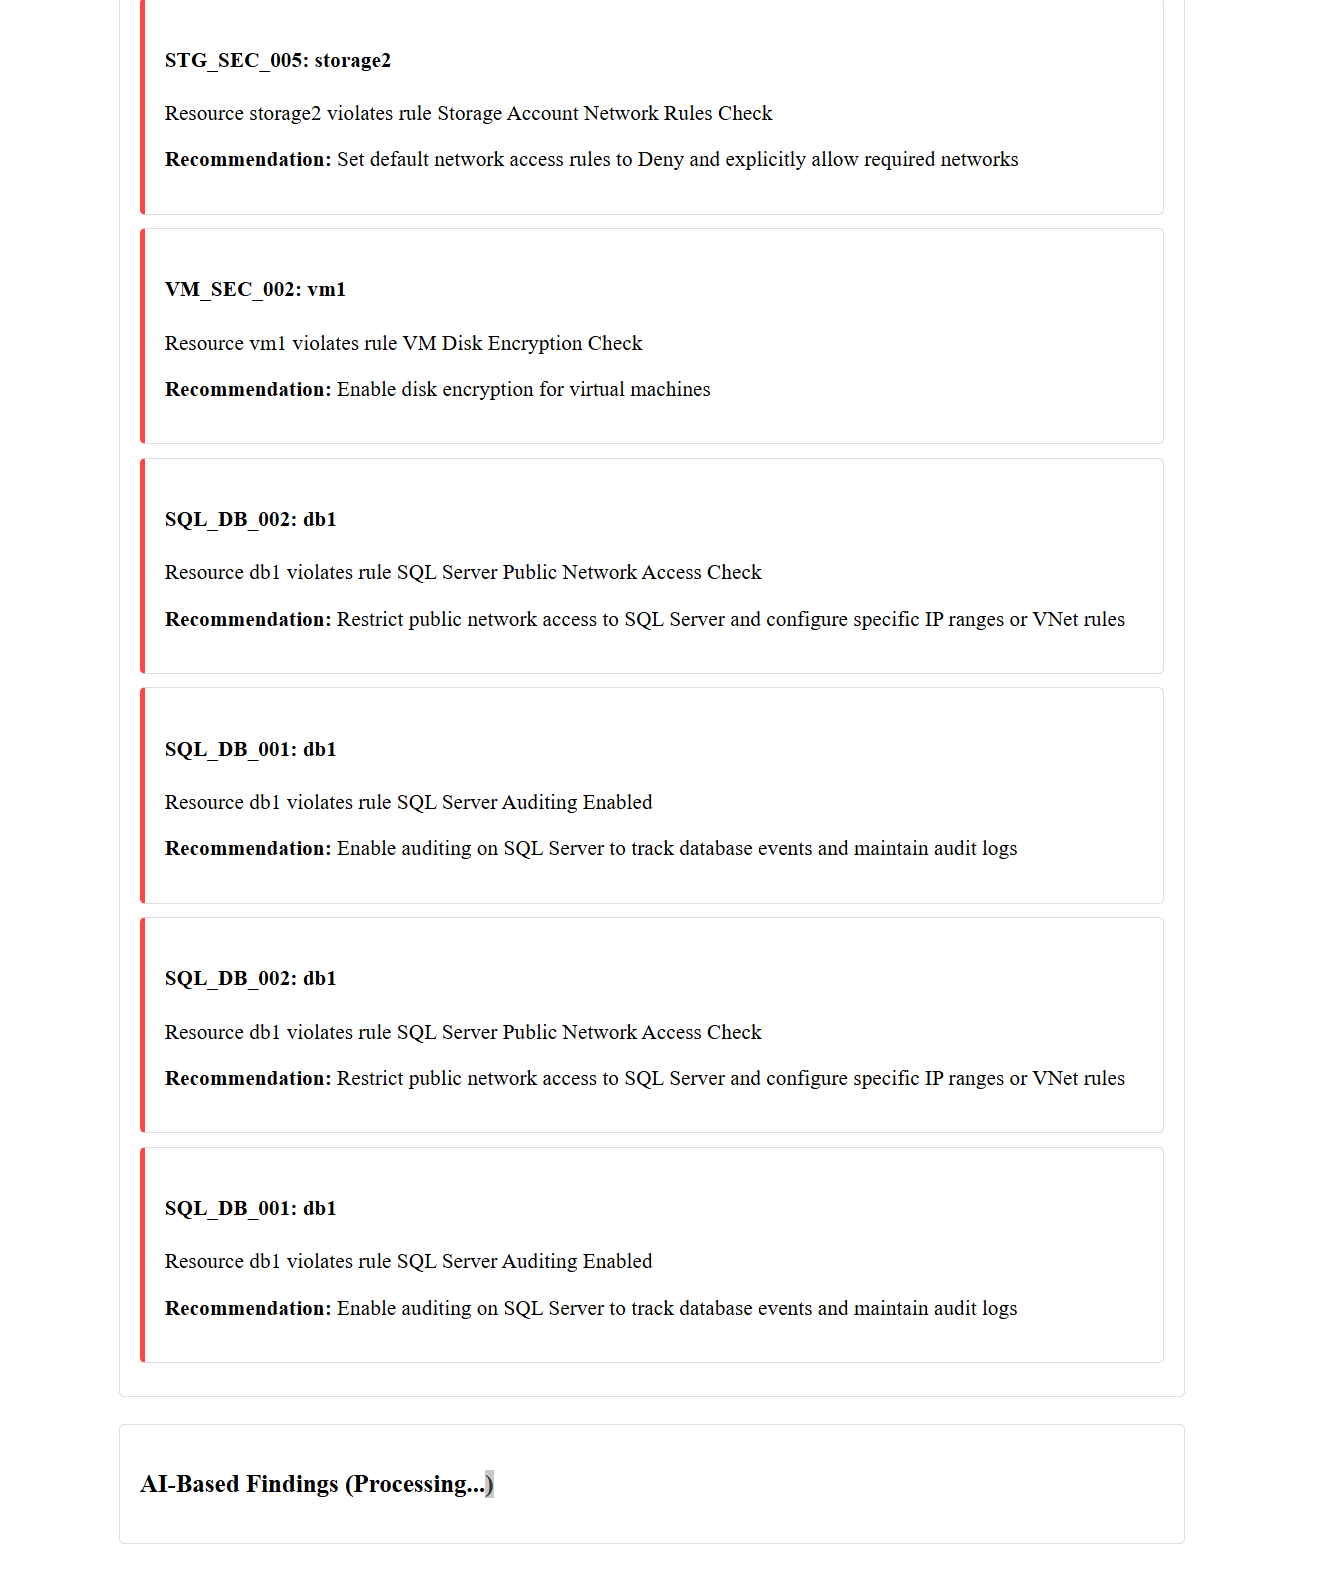 STG_SEC_005: storage2
Resource storage2 violates rule Storage Account Network Rules Check
Recommendation: Set default network access rules to Deny and explicitly allow required networks
VM_SEC_002: vm1
Resource vm1 violates rule VM Disk Encryption Check
Recommendation: Enable disk encryption for virtual machines
SQL_DB_002: db1
Resource db1 violates rule SQL Server Public Network Access Check
Recommendation: Restrict public network access to SQL Server and configure specific IP ranges or VNet rules
SQL_DB_001: db1
Resource db1 violates rule SQL Server Auditing Enabled
Recommendation: Enable auditing on SQL Server to track database events and maintain audit logs
SQL_DB_002: db1
Resource db1 violates rule SQL Server Public Network Access Check
Recommendation: Restrict public network access to SQL Server and configure specific IP ranges or VNet rules
SQL_DB_001: db1
Resource db1 violates rule SQL Server Auditing Enabled
Recommendation: Enable auditing on SQL Server to track database events and maintain audit logs
AI-Based Findings (Processing...)